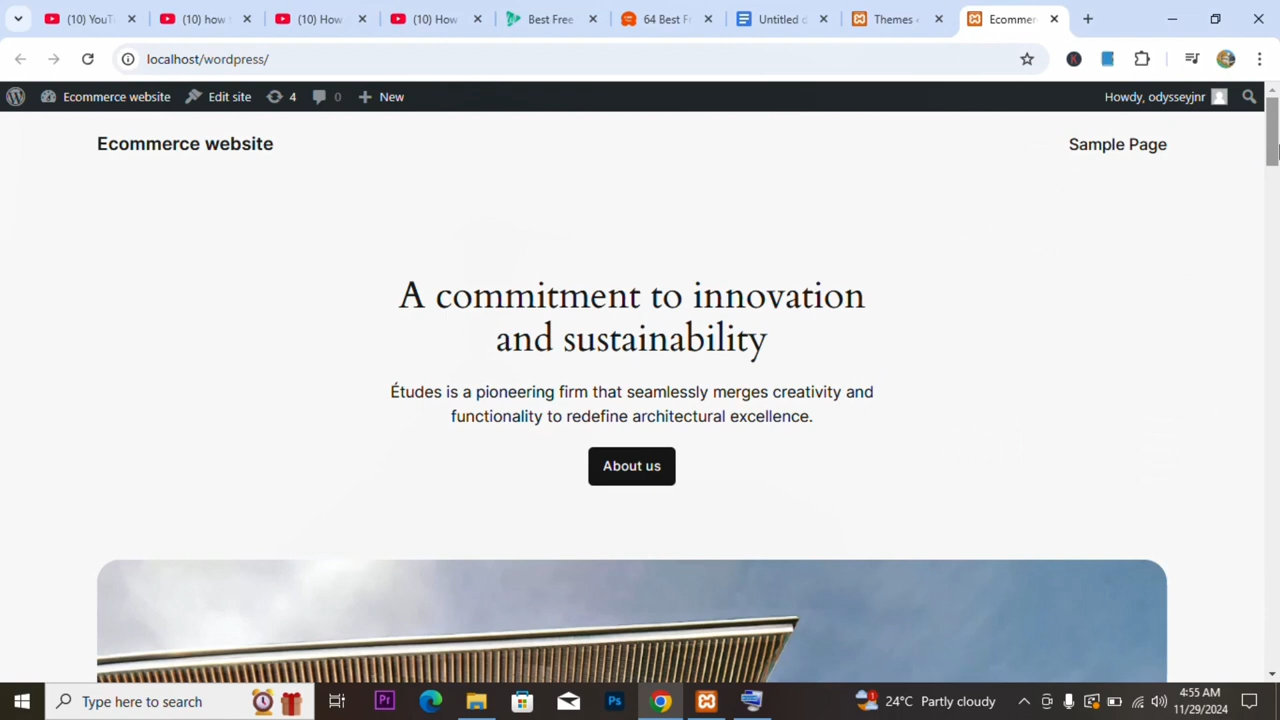 (10) YouT
(10) how
(10) How
(10) How
Best Free
64 Best F
Untitled d
Themes
Ecommer
localhost/wordpress/
K
Ecommerce website
Edit site
4
0
New
Howdy, odysseyjnr
Ecommerce website
Sample Page
A commitment to innovation
and sustainability
Études is a pioneering firm that seamlessly merges creativity and
functionality to redefine architectural excellence.
About us
Type here to search
Pr
Ps
1
24°C Partly cloudy
4:55 AM
11/29/2024